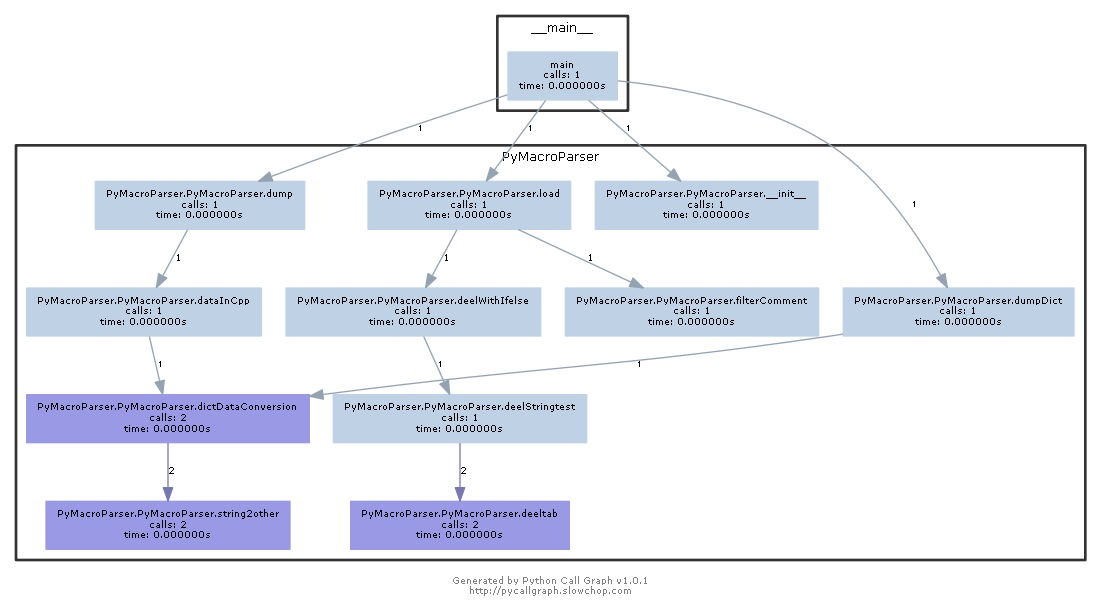 __main__
main
calls: 1
time: 0.000000s
1
1
1
1
PyMacroParser
PyMacroParser.PyMacroParser.dump
calls: 1
time: 0.000000s
PyMacroParser.PyMacroParser.load
calls: 1
time: 0.000000s
PyMacroParser.PyMacroParser.__init__
calls: 1
time: 0.000000s
1
1
1
PyMacroParser.PyMacroParser.dataInCpp
calls: 1
time: 0.000000s
PyMacroParser.PyMacroParser.deelWithIfelse
calls: 1
time: 0.000000s
PyMacroParser.PyMacroParser.filterComment
calls: 1
time: 0.000000s
PyMacroParser.PyMacroParser.dumpDict
calls: 1
time: 0.000000s
1
1
1
PyMacroParser.PyMacroParser.dictDataConversion
calls: 2
time: 0.000000s
PyMacroParser.PyMacroParser.deelStringtest
calls: 1
time: 0.000000s
2
2
PyMacroParser.PyMacroParser.string2other
calls: 2
time: 0.000000s
PyMacroParser.PyMacroParser.deeltab
calls: 2
time: 0.000000s
Generated by Python Call Graph v1.0.1
http://pycallgraph.slowchop.com